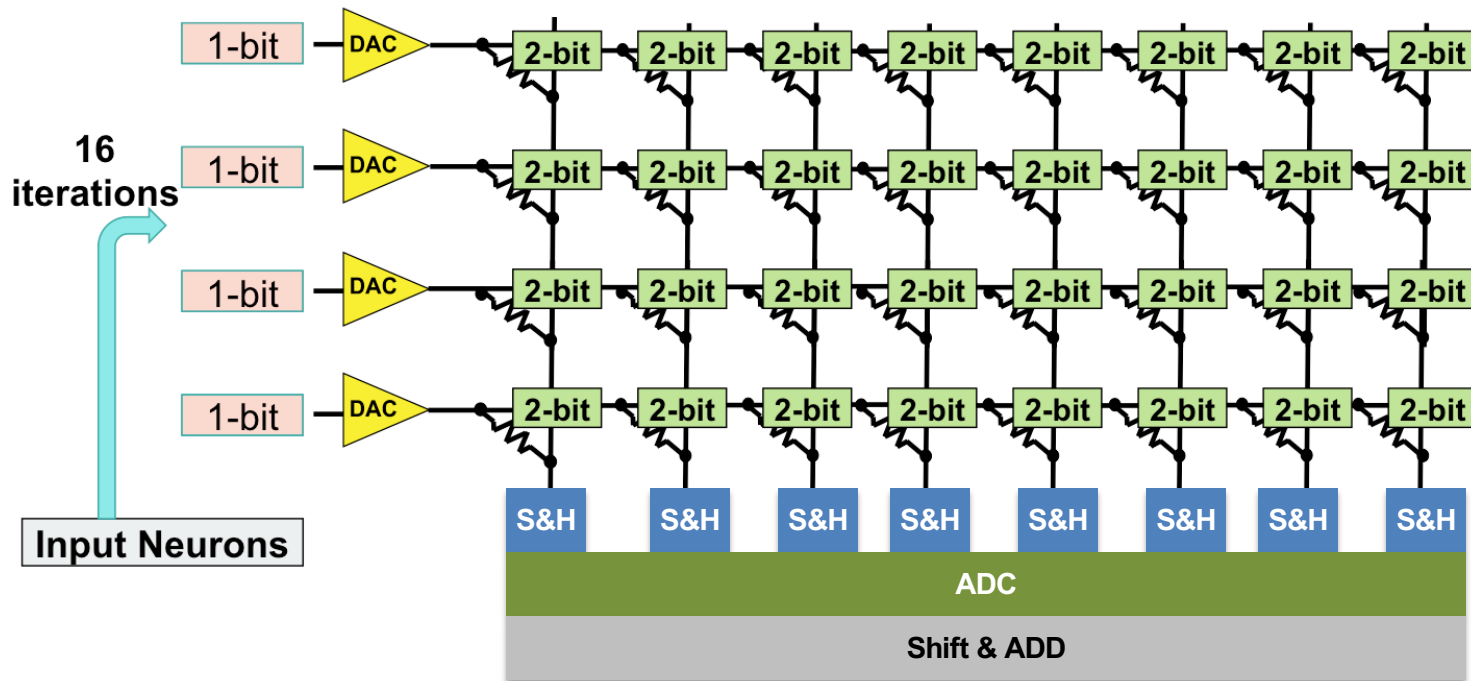 1-bit DAC 2-bit 2-bit 2-bit 2-bit 2-bit 2-bit 2-bit 2-bit
16
iterations
1-bit DAC 2-bit 2-bit 2-bit 2-bit 2-bit 2-bit 2-bit 2-bit
1-bit DAC 2-bit 2-bit 2-bit 2-bit 2-bit 2-bit 2-bit 2-bit
1-bit DAC 2-bit 2-bit 2-bit 2-bit 2-bit 2-bit 2-bit 2-bit
S&H S&H S&H S&H S&H S&H S&H S&H
Input Neurons
ADC
Shift & ADD